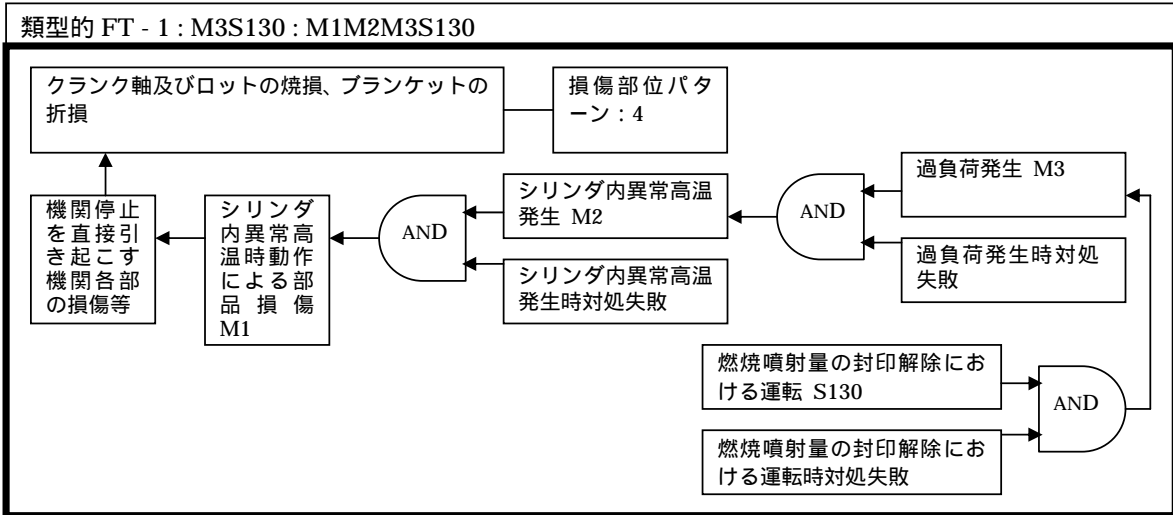 類型的 FT - 1 : M3S130 : M1M2M3S130
クランク軸及びロットの焼損、ブランケットの
折損
損傷部位パタ
ーン : 4
機関停止
を直接引
き起こす
機関各部
の損傷等
シリンダ
内異常高
温時動作
による部
品損傷
M1
AND
シリンダ内異常高温
発生 M2
シリンダ内異常高温
発生時対処失敗
AND
過負荷発生 M3
過負荷発生時対処
失敗
燃焼噴射量の封印解除にお
ける運転 S130
燃焼噴射量の封印解除にお
ける運転時対処失敗
AND